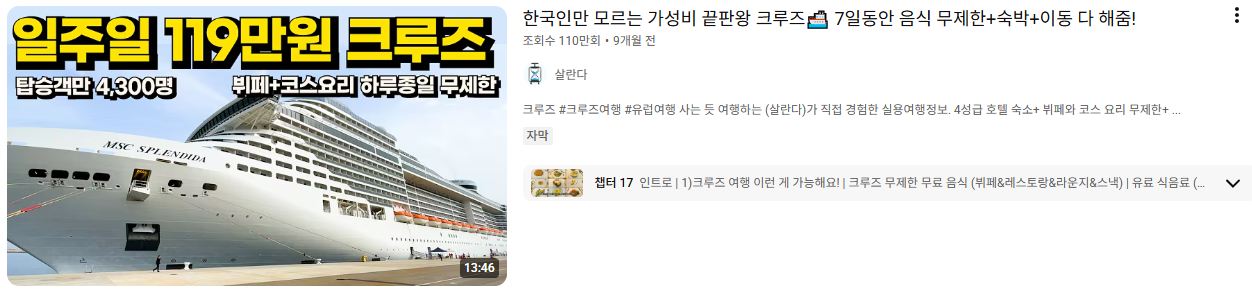 일주일 119만원 크루즈
탑승객만 4,300명 뷔페+코스요리 하루종일 무제한
MSC SPLENDIDA
13:46
한국인만 모르는 가성비 끝판왕 크루즈🛳️ 7일동안 음식 무제한+숙박+이동 다 해줌!
조회수 110만회 • 9개월 전
살란다
크루즈 #크루즈여행 #유럽여행 사는 듯 여행하는 (살란다)가 직접 경험한 실용여행정보. 4성급 호텔 숙소+ 뷔페와 코스 요리 무제한+ ...
자막
챕터 17 인트로 | 1)크루즈 여행 이런 게 가능해요! | 크루즈 무제한 무료 음식 (뷔페&레스토랑&라운지&스낵) | 유료 식음료 (...